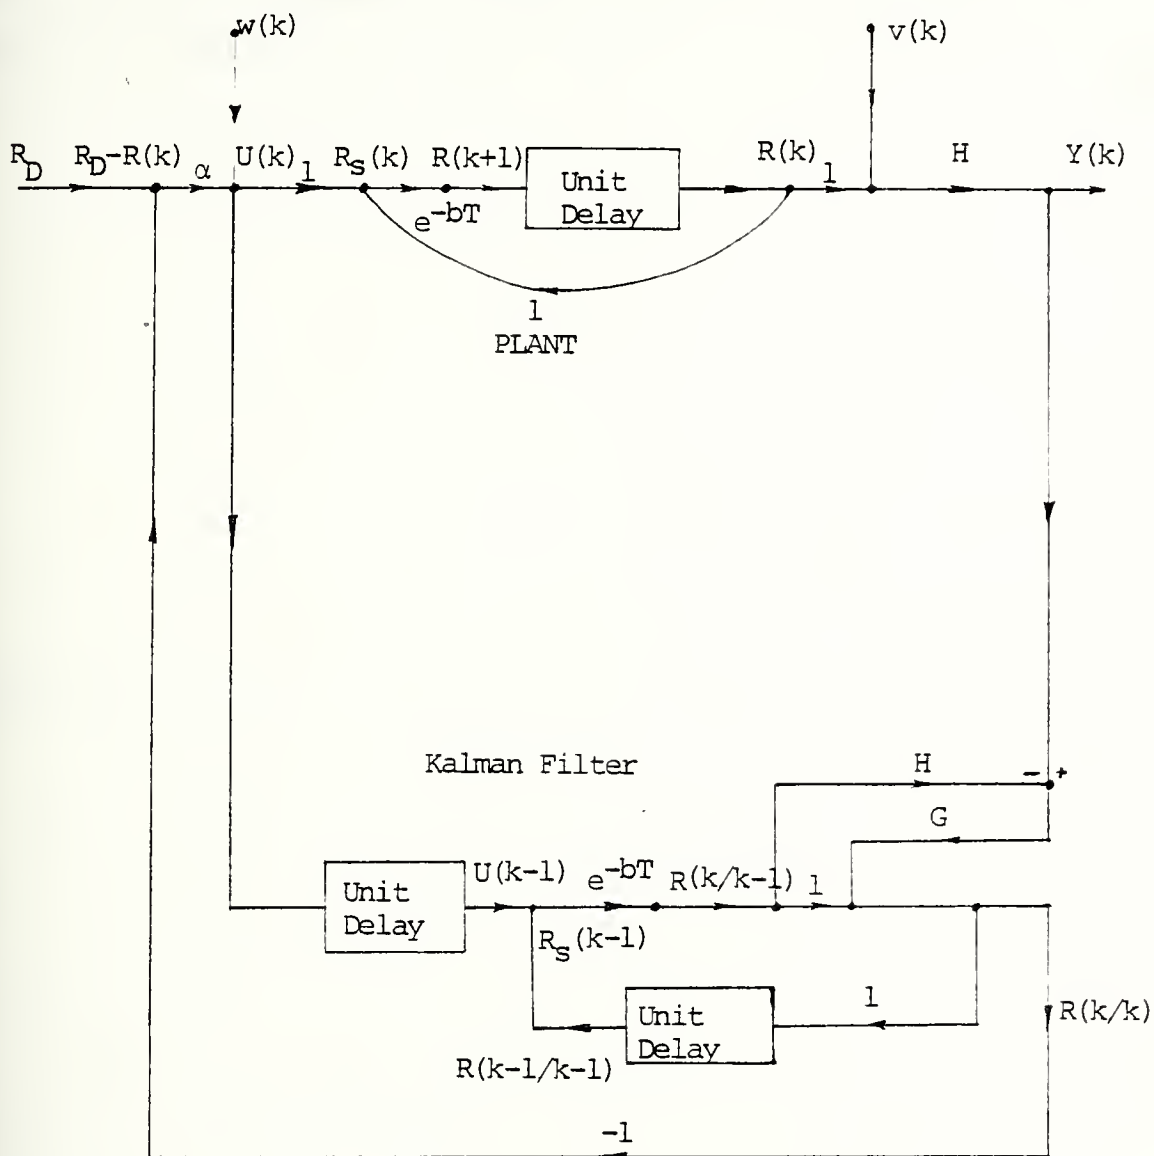 w(k)
v(k)
R_D R_D-R(k) α U(k) 1 R_S(k) R(k+1) R(k) 1 H Y(k)
Unit
Delay
e^-bT
1
PLANT
Kalman Filter
H
- +
G
U(k-1) e^-bT R(k/k-1) 1
Unit
Delay
R_S(k-1)
1
Unit
Delay
R(k/k)
R(k-1/k-1)
-1